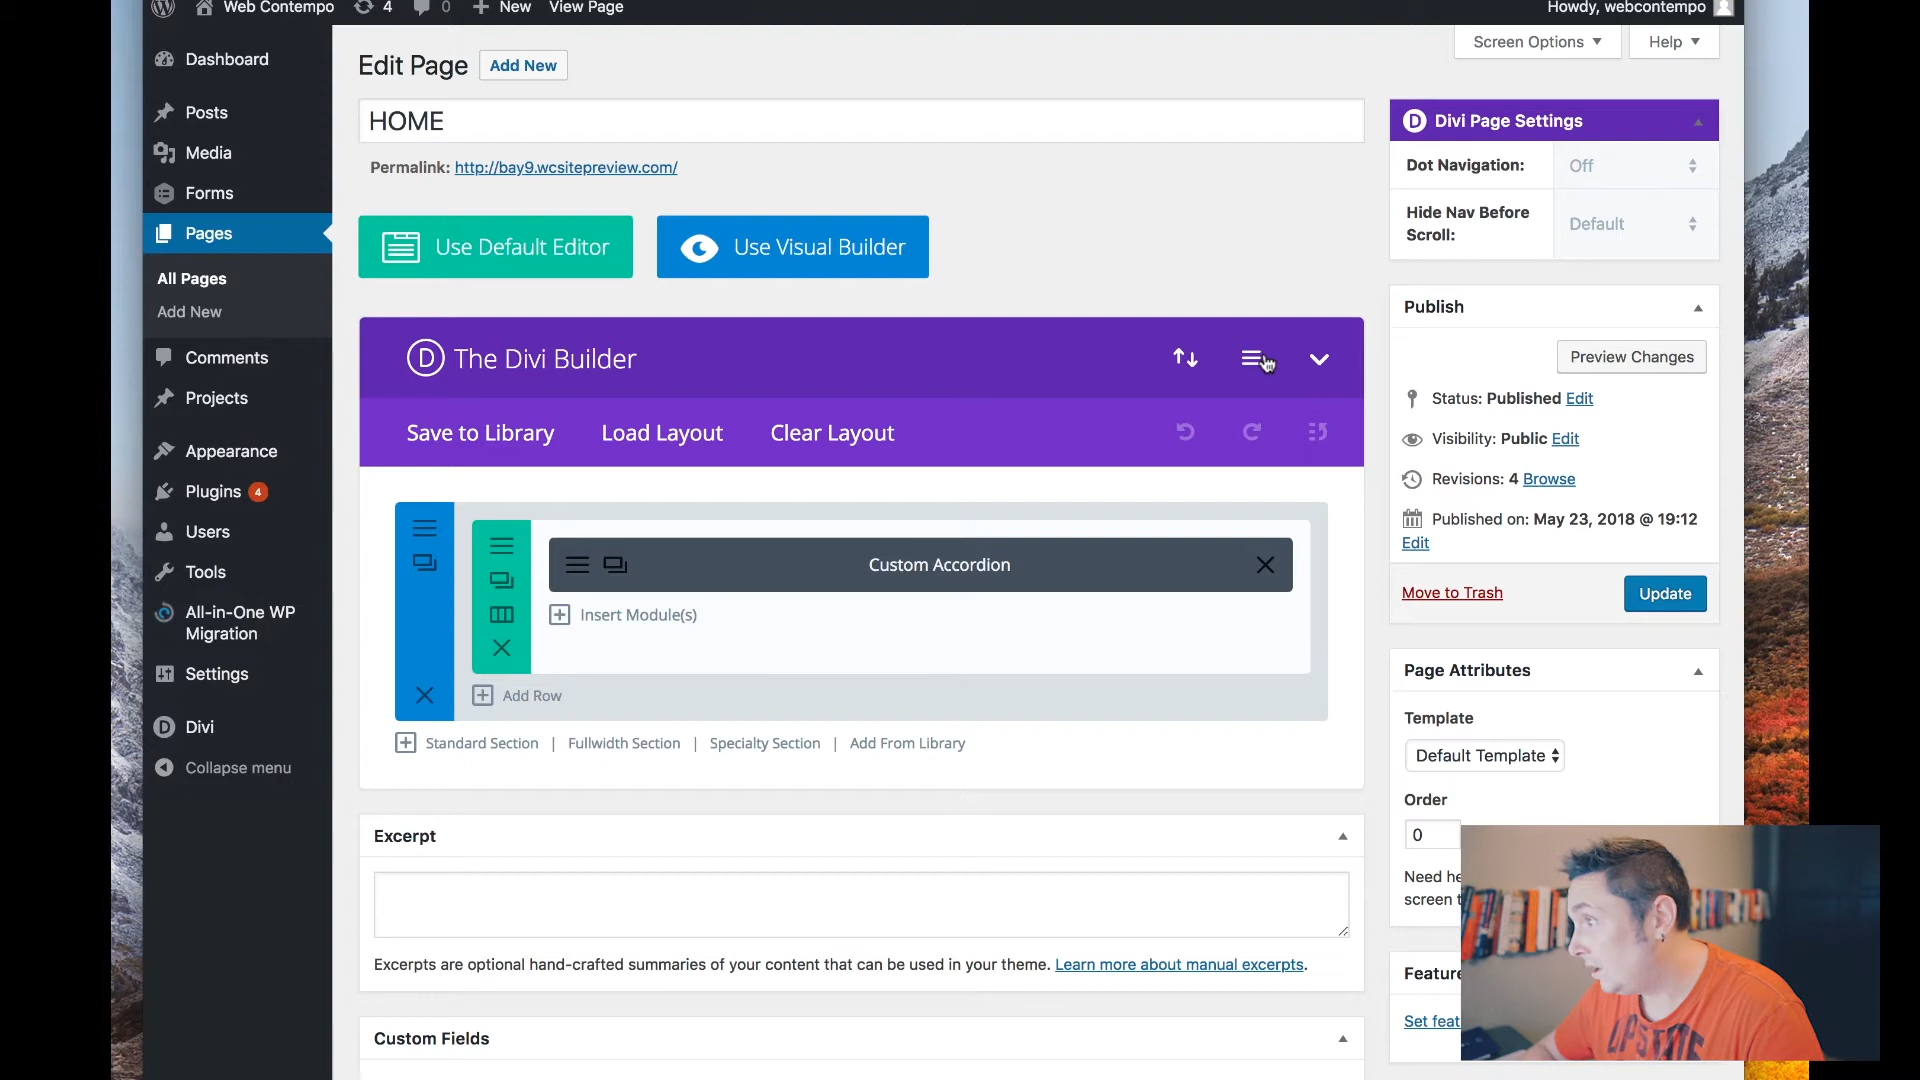 Web Contempo 4 0 New View Page Howdy, webcontempo
Screen Options Help
Dashboard
Posts
Media
Forms
Pages
All Pages
Add New
Comments
Projects
Appearance
Plugins 4
Users
Tools
All-in-One WP
Migration
Settings
Divi
Collapse menu
Edit Page Add New
HOME
Permalink: http://bay9.wcsitepreview.com/
Use Default Editor Use Visual Builder
D The Divi Builder
Save to Library Load Layout Clear Layout
Custom Accordion
Insert Module(s)
Add Row
Standard Section | Fullwidth Section | Specialty Section | Add From Library
Excerpt
Excerpts are optional hand-crafted summaries of your content that can be used in your theme. Learn more about manual excerpts.
Custom Fields
D Divi Page Settings
Dot Navigation: Off
Hide Nav Before
Scroll: Default
Publish
Preview Changes
Status: Published Edit
Visibility: Public Edit
Revisions: 4 Browse
Published on: May 23, 2018 @ 19:12
Edit
Move to Trash Update
Page Attributes
Template
Default Template
Order
0
Need he
screen t
Feature
Set feat
UPSTATE